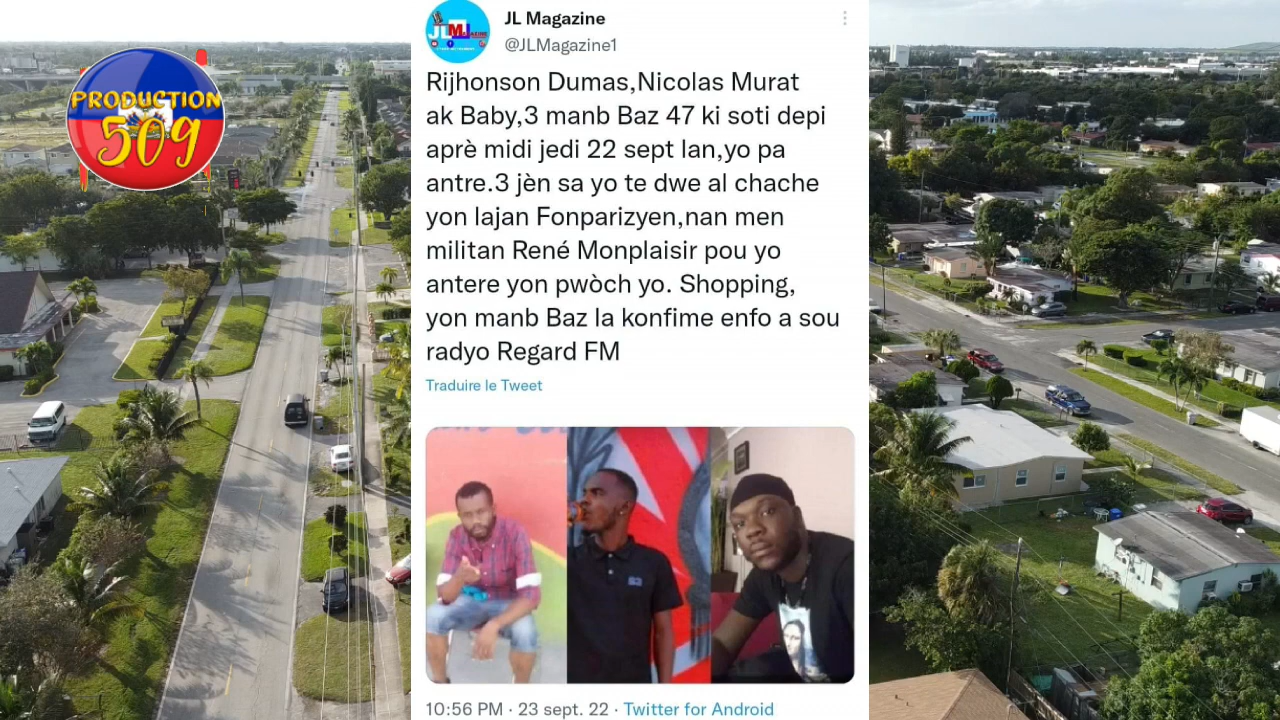 PRODUCTION
509
JL Magazine
@JLMagazine1
Rijhonson Dumas,Nicolas Murat
ak Baby,3 manb Baz 47 ki soti depi
aprè midi jedi 22 sept lan,yo pa
antre.3 jèn sa yo te dwe al chache
yon lajan Fonparizyen,nan men
militan René Monplaisir pou yo
antere yon pwòch yo. Shopping,
yon manb Baz la konfime enfo a sou
radyo Regard FM
Traduire le Tweet
10:56 PM · 23 sept. 22 · Twitter for Android